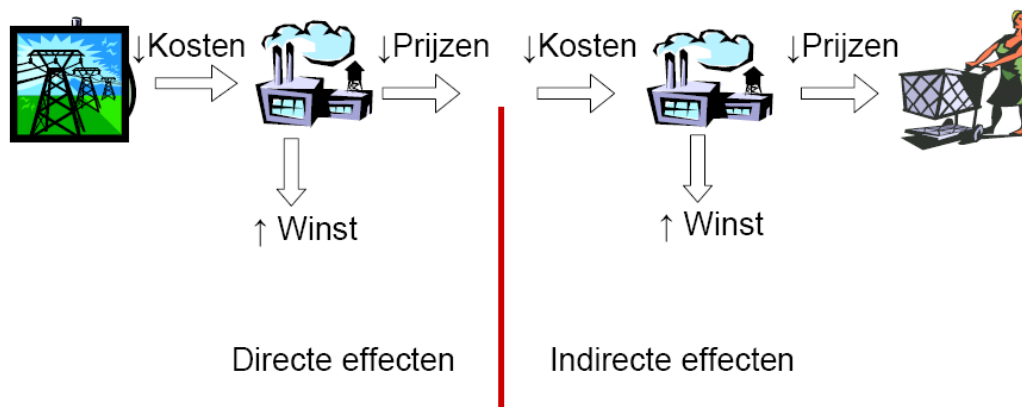 ↓Kosten
↓Prijzen
↓Kosten
↓Prijzen
↑ Winst
↑ Winst
Directe effecten
Indirecte effecten